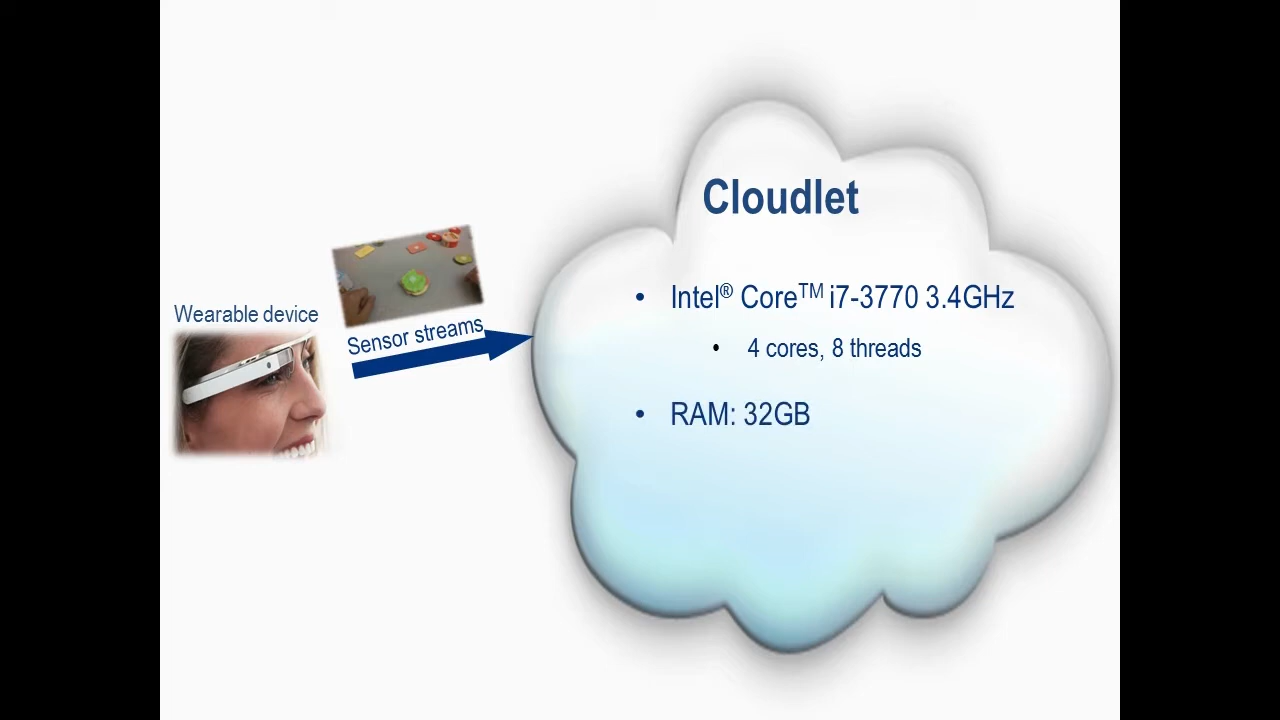 Cloudlet
• Intel® Core™ i7-3770 3.4GHz
• 4 cores, 8 threads
• RAM: 32GB
Wearable device
Sensor streams